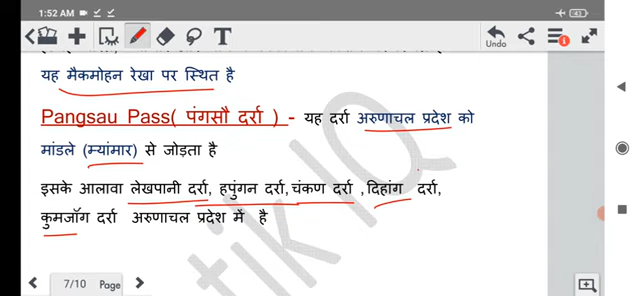 1:52 AM
43
T
Undo
यह मैकमोहन रेखा पर स्थित है
Pangsau Pass( पंगसौ दर्रा ) - यह दर्रा अरुणाचल प्रदेश को
मांडले (म्यांमार) से जोड़ता है
इसके आलावा लेखपानी दर्रा, हपुंगन दर्रा,चंकण दर्रा ,दिहांग दर्रा,
कुमजॉग दर्रा अरुणाचल प्रदेश में है
7/10 Page